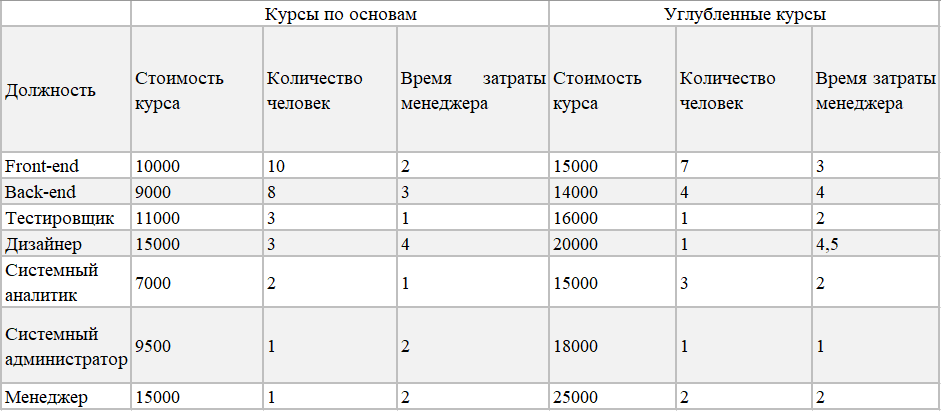 Курсы по основам Углубленные курсы
Должность Стоимость курса Количество человек Время затраты менеджера Стоимость курса Количество человек Время затраты менеджера
Front-end 10000 10 2 15000 7 3
Back-end 9000 8 3 14000 4 4
Тестировщик 11000 3 1 16000 1 2
Дизайнер 15000 3 4 20000 1 4,5
Системный аналитик 7000 2 1 15000 3 2
Системный администратор 9500 1 2 18000 1 1
Менеджер 15000 1 2 25000 2 2